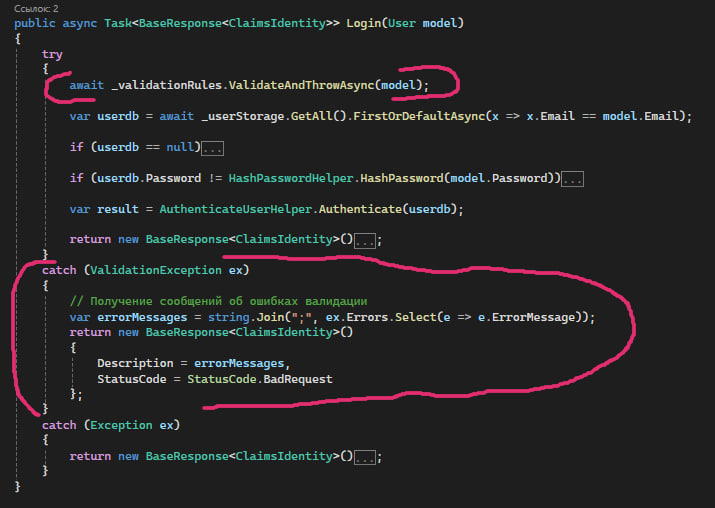 Ссылок: 2
public async Task<BaseResponse<ClaimsIdentity>> Login(User model)
{
try
{
await _validationRules.ValidateAndThrowAsync(model);
var userdb = await _userStorage.GetAll().FirstOrDefaultAsync(x => x.Email == model.Email);
if (userdb == null)...
if (userdb.Password != HashPasswordHelper.HashPassword(model.Password))...
var result = AuthenticateUserHelper.Authenticate(userdb);
return new BaseResponse<ClaimsIdentity>()...;
}
catch (ValidationException ex)
{
// Получение сообщений об ошибках валидации
var errorMessages = string.Join(";", ex.Errors.Select(e => e.ErrorMessage));
return new BaseResponse<ClaimsIdentity>()
{
Description = errorMessages,
StatusCode = StatusCode.BadRequest
};
}
catch (Exception ex)
{
return new BaseResponse<ClaimsIdentity>()...;
}
}